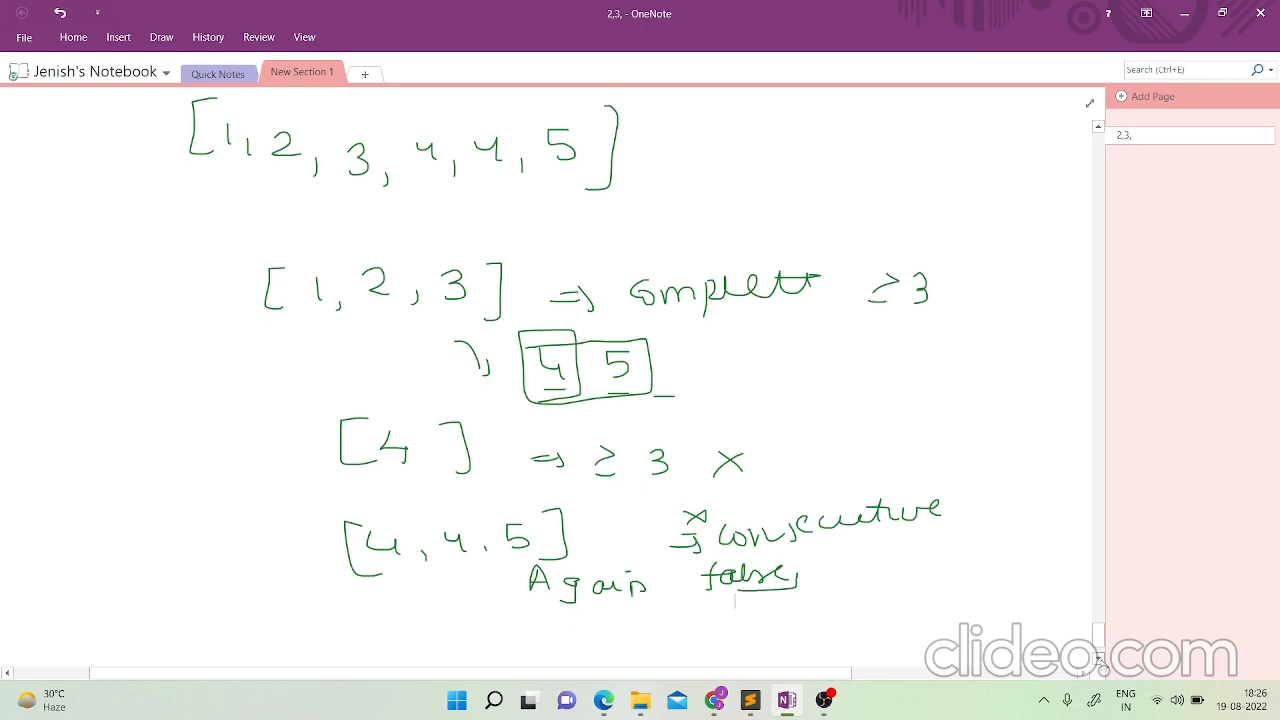 2,3, - OneNote
File Home Insert Draw History Review View
Jenish's Notebook Quick Notes New Section 1 + Search (Ctrl+E)
Add Page
2,3,
[1, 2, 3, 4, 4, 5]
[1, 2, 3] => complett ≥3
), 4 5 _
[4 ] => ≥ 3 x
[4, 4, 5] x => consecutive
Again false,
clideo.com
30°C
Haze
ENG
IN
18:26
19-08-2022